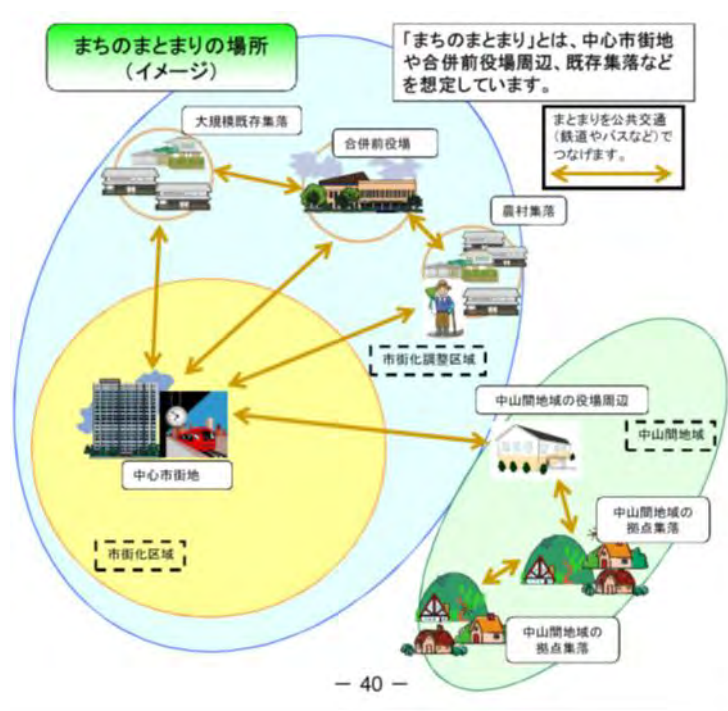 まちのまとまりの場所
（イメージ）
「まちのまとまり」とは、中心市街地
や合併前役場周辺、既存集落など
を想定しています。
まとまりを公共交通
（鉄道やバスなど）で
つなげます。
大規模既存集落
合併前役場
農村集落
市街化調整区域
中山間地域の役場周辺
中山間地域
中心市街地
中山間地域の
拠点集落
市街化区域
中山間地域の
拠点集落
− 40 −